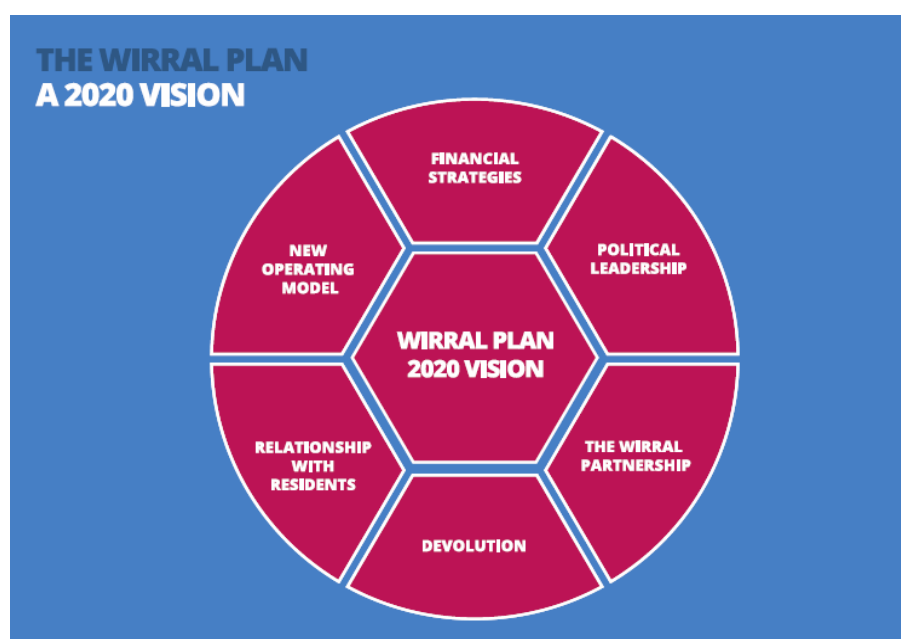 THE WIRRAL PLAN
A 2020 VISION
FINANCIAL
STRATEGIES
POLITICAL
LEADERSHIP
THE WIRRAL
PARTNERSHIP
DEVOLUTION
RELATIONSHIP
WITH
RESIDENTS
NEW
OPERATING
MODEL
WIRRAL PLAN
2020 VISION